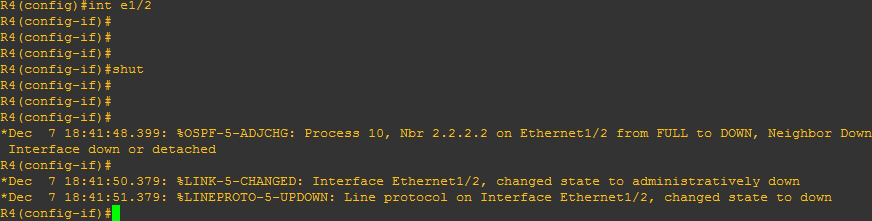 R4(config)#int e1/2
R4(config-if)#
R4(config-if)#
R4(config-if)#
R4(config-if)#shut
R4(config-if)#
R4(config-if)#
R4(config-if)#
*Dec  7 18:41:48.399: %OSPF-5-ADJCHG: Process 10, Nbr 2.2.2.2 on Ethernet1/2 from FULL to DOWN, Neighbor Down
 Interface down or detached
R4(config-if)#
*Dec  7 18:41:50.379: %LINK-5-CHANGED: Interface Ethernet1/2, changed state to administratively down
*Dec  7 18:41:51.379: %LINEPROTO-5-UPDOWN: Line protocol on Interface Ethernet1/2, changed state to down
R4(config-if)#